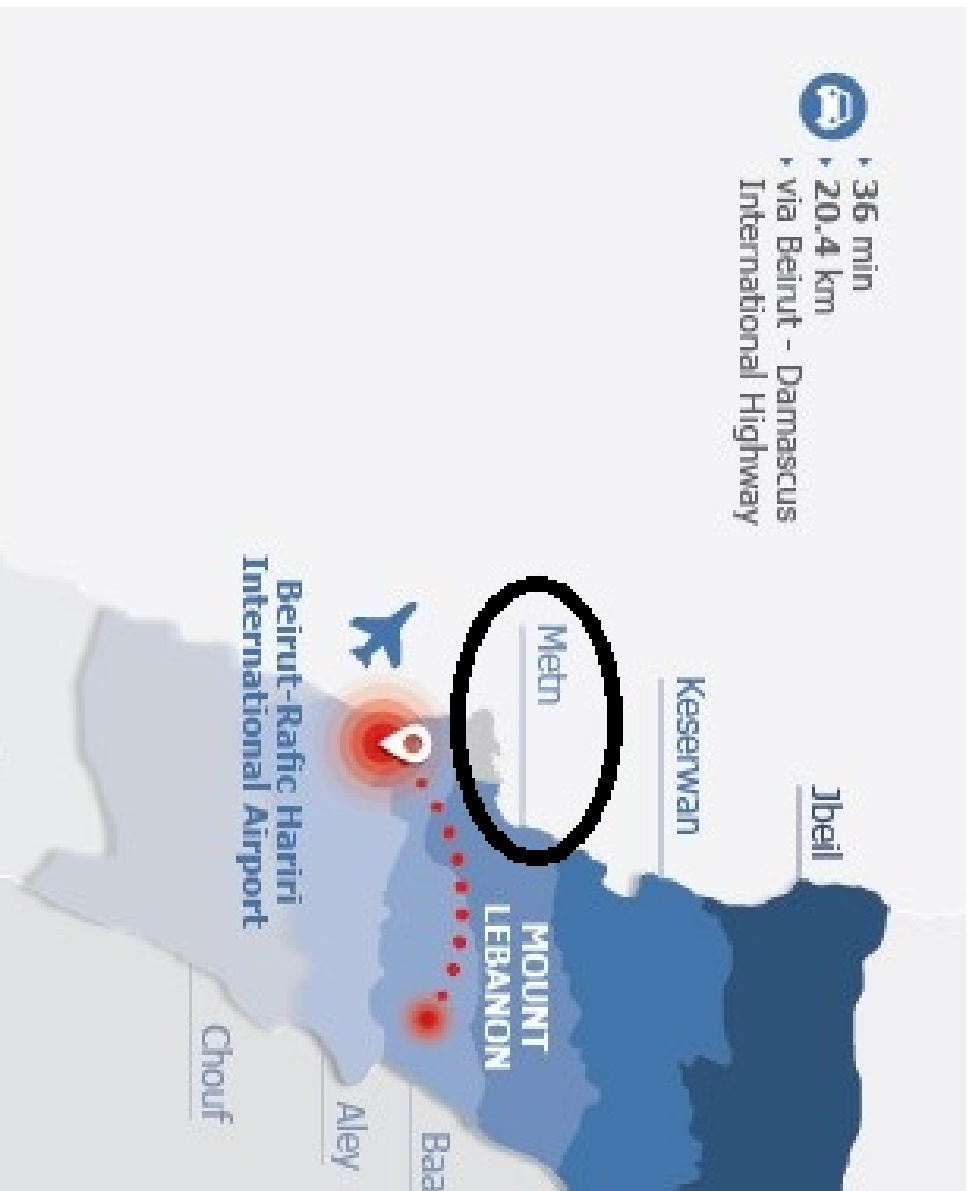 36 min
20.4 km
via Beirut - Damascus
International Highway
Jbeil
Keserwan
Metn
MOUNT
LEBANON
Beirut-Rafic Hariri
International Airport
Baa
Aley
Chouf